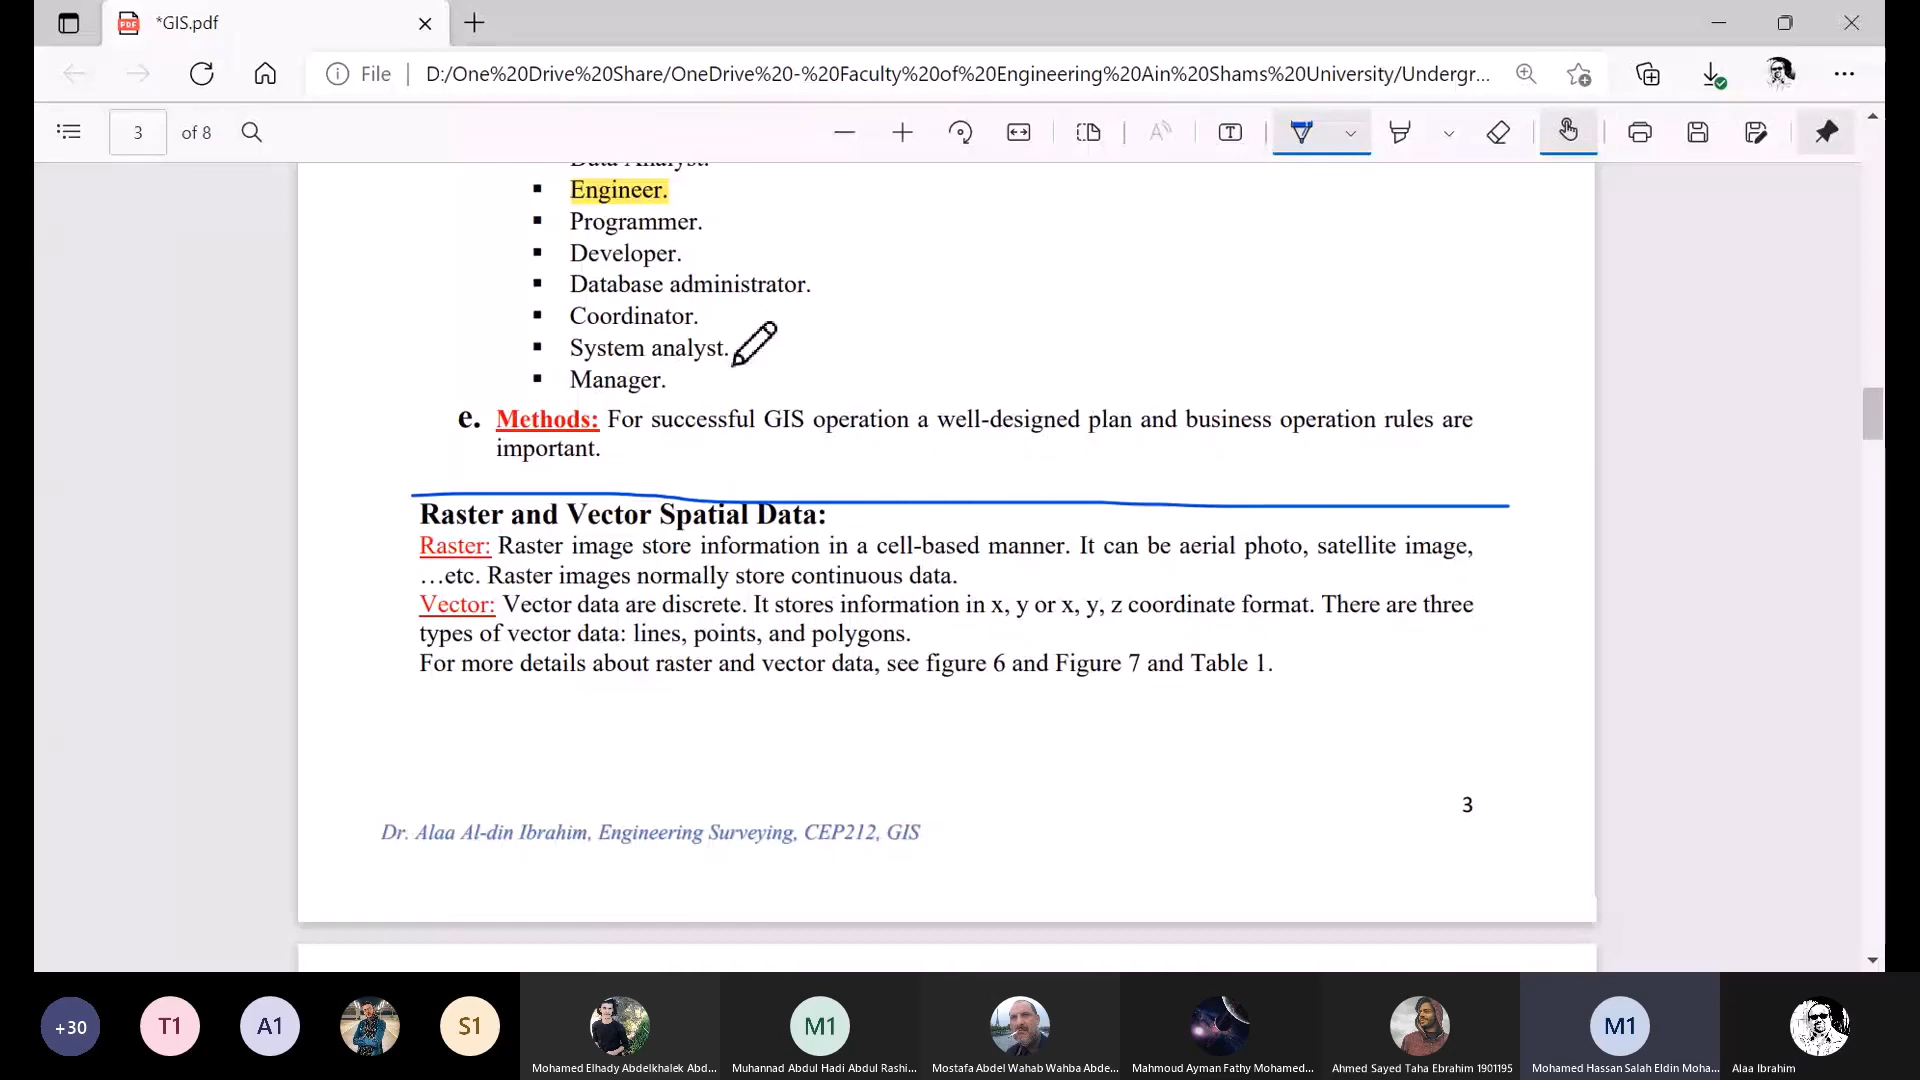 *GIS.pdf
File
D:/One%20Drive%20Share/OneDrive%20-%20Faculty%20of%20Engineering%20Ain%20Shams%20University/Undergr...
3 of 8
Data Analyst.
Engineer.
Programmer.
Developer.
Database administrator.
Coordinator.
System analyst.
Manager.
e. Methods: For successful GIS operation a well-designed plan and business operation rules are
important.
Raster and Vector Spatial Data:
Raster: Raster image store information in a cell-based manner. It can be aerial photo, satellite image,
…etc. Raster images normally store continuous data.
Vector: Vector data are discrete. It stores information in x, y or x, y, z coordinate format. There are three
types of vector data: lines, points, and polygons.
For more details about raster and vector data, see figure 6 and Figure 7 and Table 1.
3
Dr. Alaa Al-din Ibrahim, Engineering Surveying, CEP212, GIS
+30
T1
A1
S1
M1
M1
Mohamed Elhady Abdelkhalek Abd...
Muhannad Abdul Hadi Abdul Rashi...
Mostafa Abdel Wahab Wahba Abde...
Mahmoud Ayman Fathy Mohamed...
Ahmed Sayed Taha Ebrahim 1901195
Mohamed Hassan Salah Eldin Moha...
Alaa Ibrahim